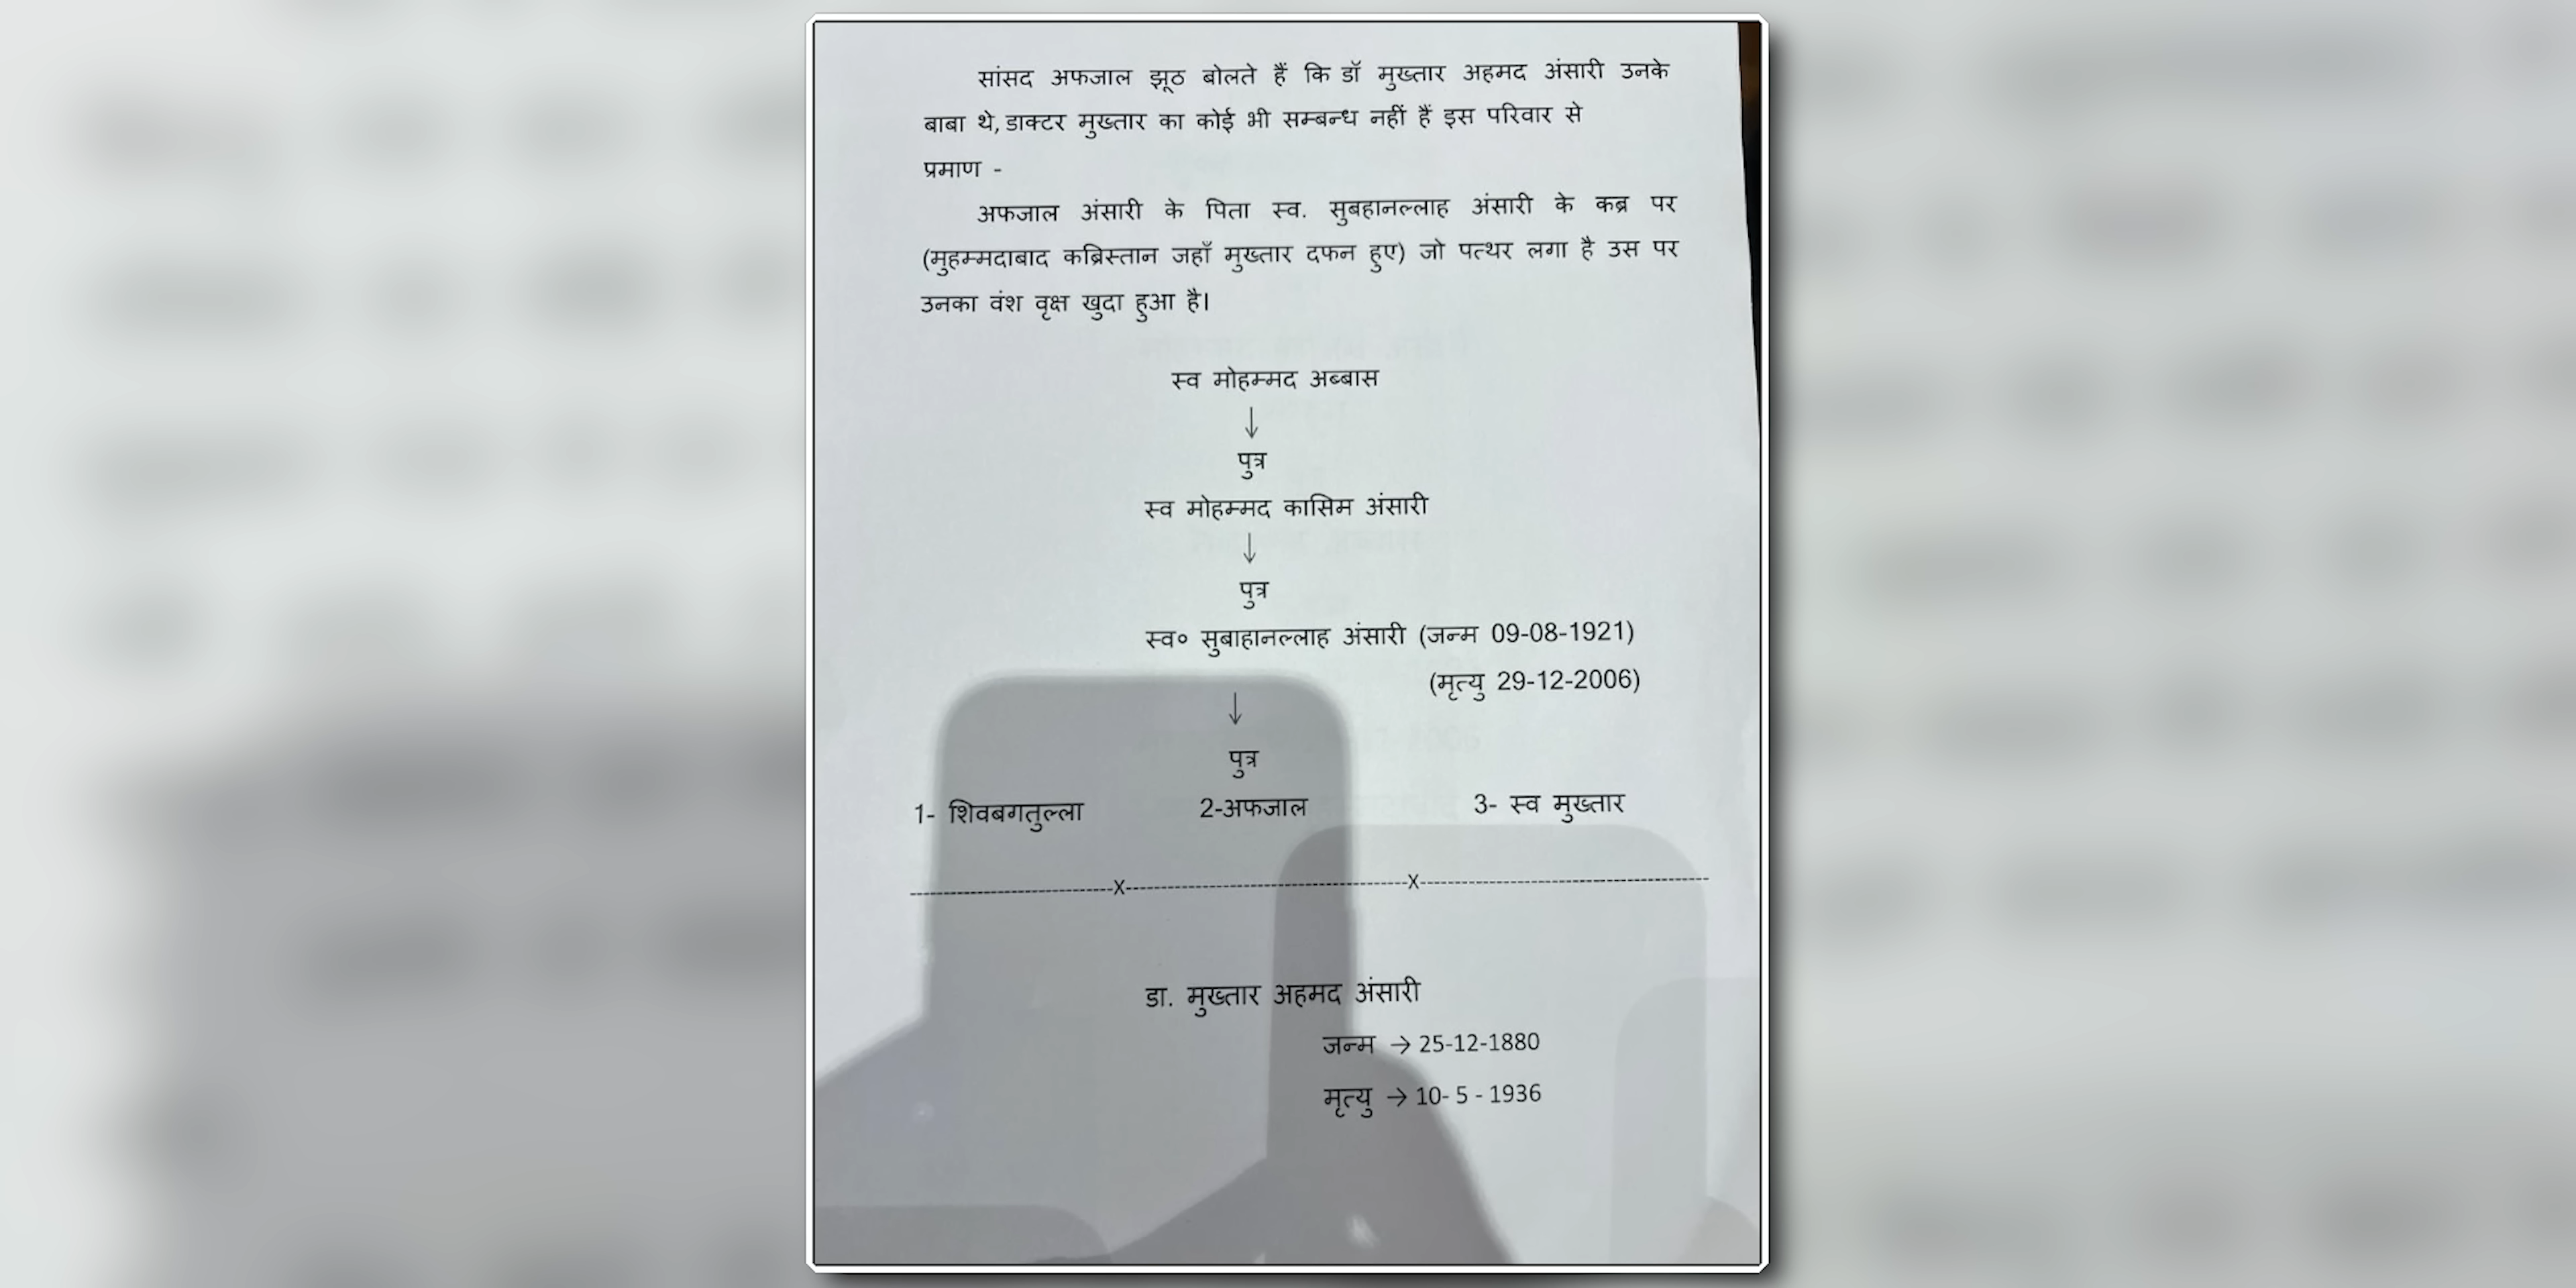 सांसद अफजाल झूठ बोलते हैं कि डॉ मुख्तार अहमद अंसारी उनके
बाबा थे, डाक्टर मुख्तार का कोई भी सम्बन्ध नहीं हैं इस परिवार से
प्रमाण -
अफजाल अंसारी के पिता स्व. सुबहानल्लाह अंसारी के कब्र पर
(मुहम्मदाबाद कब्रिस्तान जहाँ मुख्तार दफन हुए) जो पत्थर लगा है उस पर
उनका वंश वृक्ष खुदा हुआ है।
स्व मोहम्मद अब्बास
↓
पुत्र
स्व मोहम्मद कासिम अंसारी
↓
पुत्र
स्व० सुबाहानल्लाह अंसारी (जन्म 09-08-1921)
(मृत्यु 29-12-2006)
↓
पुत्र
1- शिवबगतुल्ला 2-अफजाल 3- स्व मुख्तार
----------------------X------------------------------X------------------------------
डा. मुख्तार अहमद अंसारी
जन्म → 25-12-1880
मृत्यु → 10- 5 - 1936